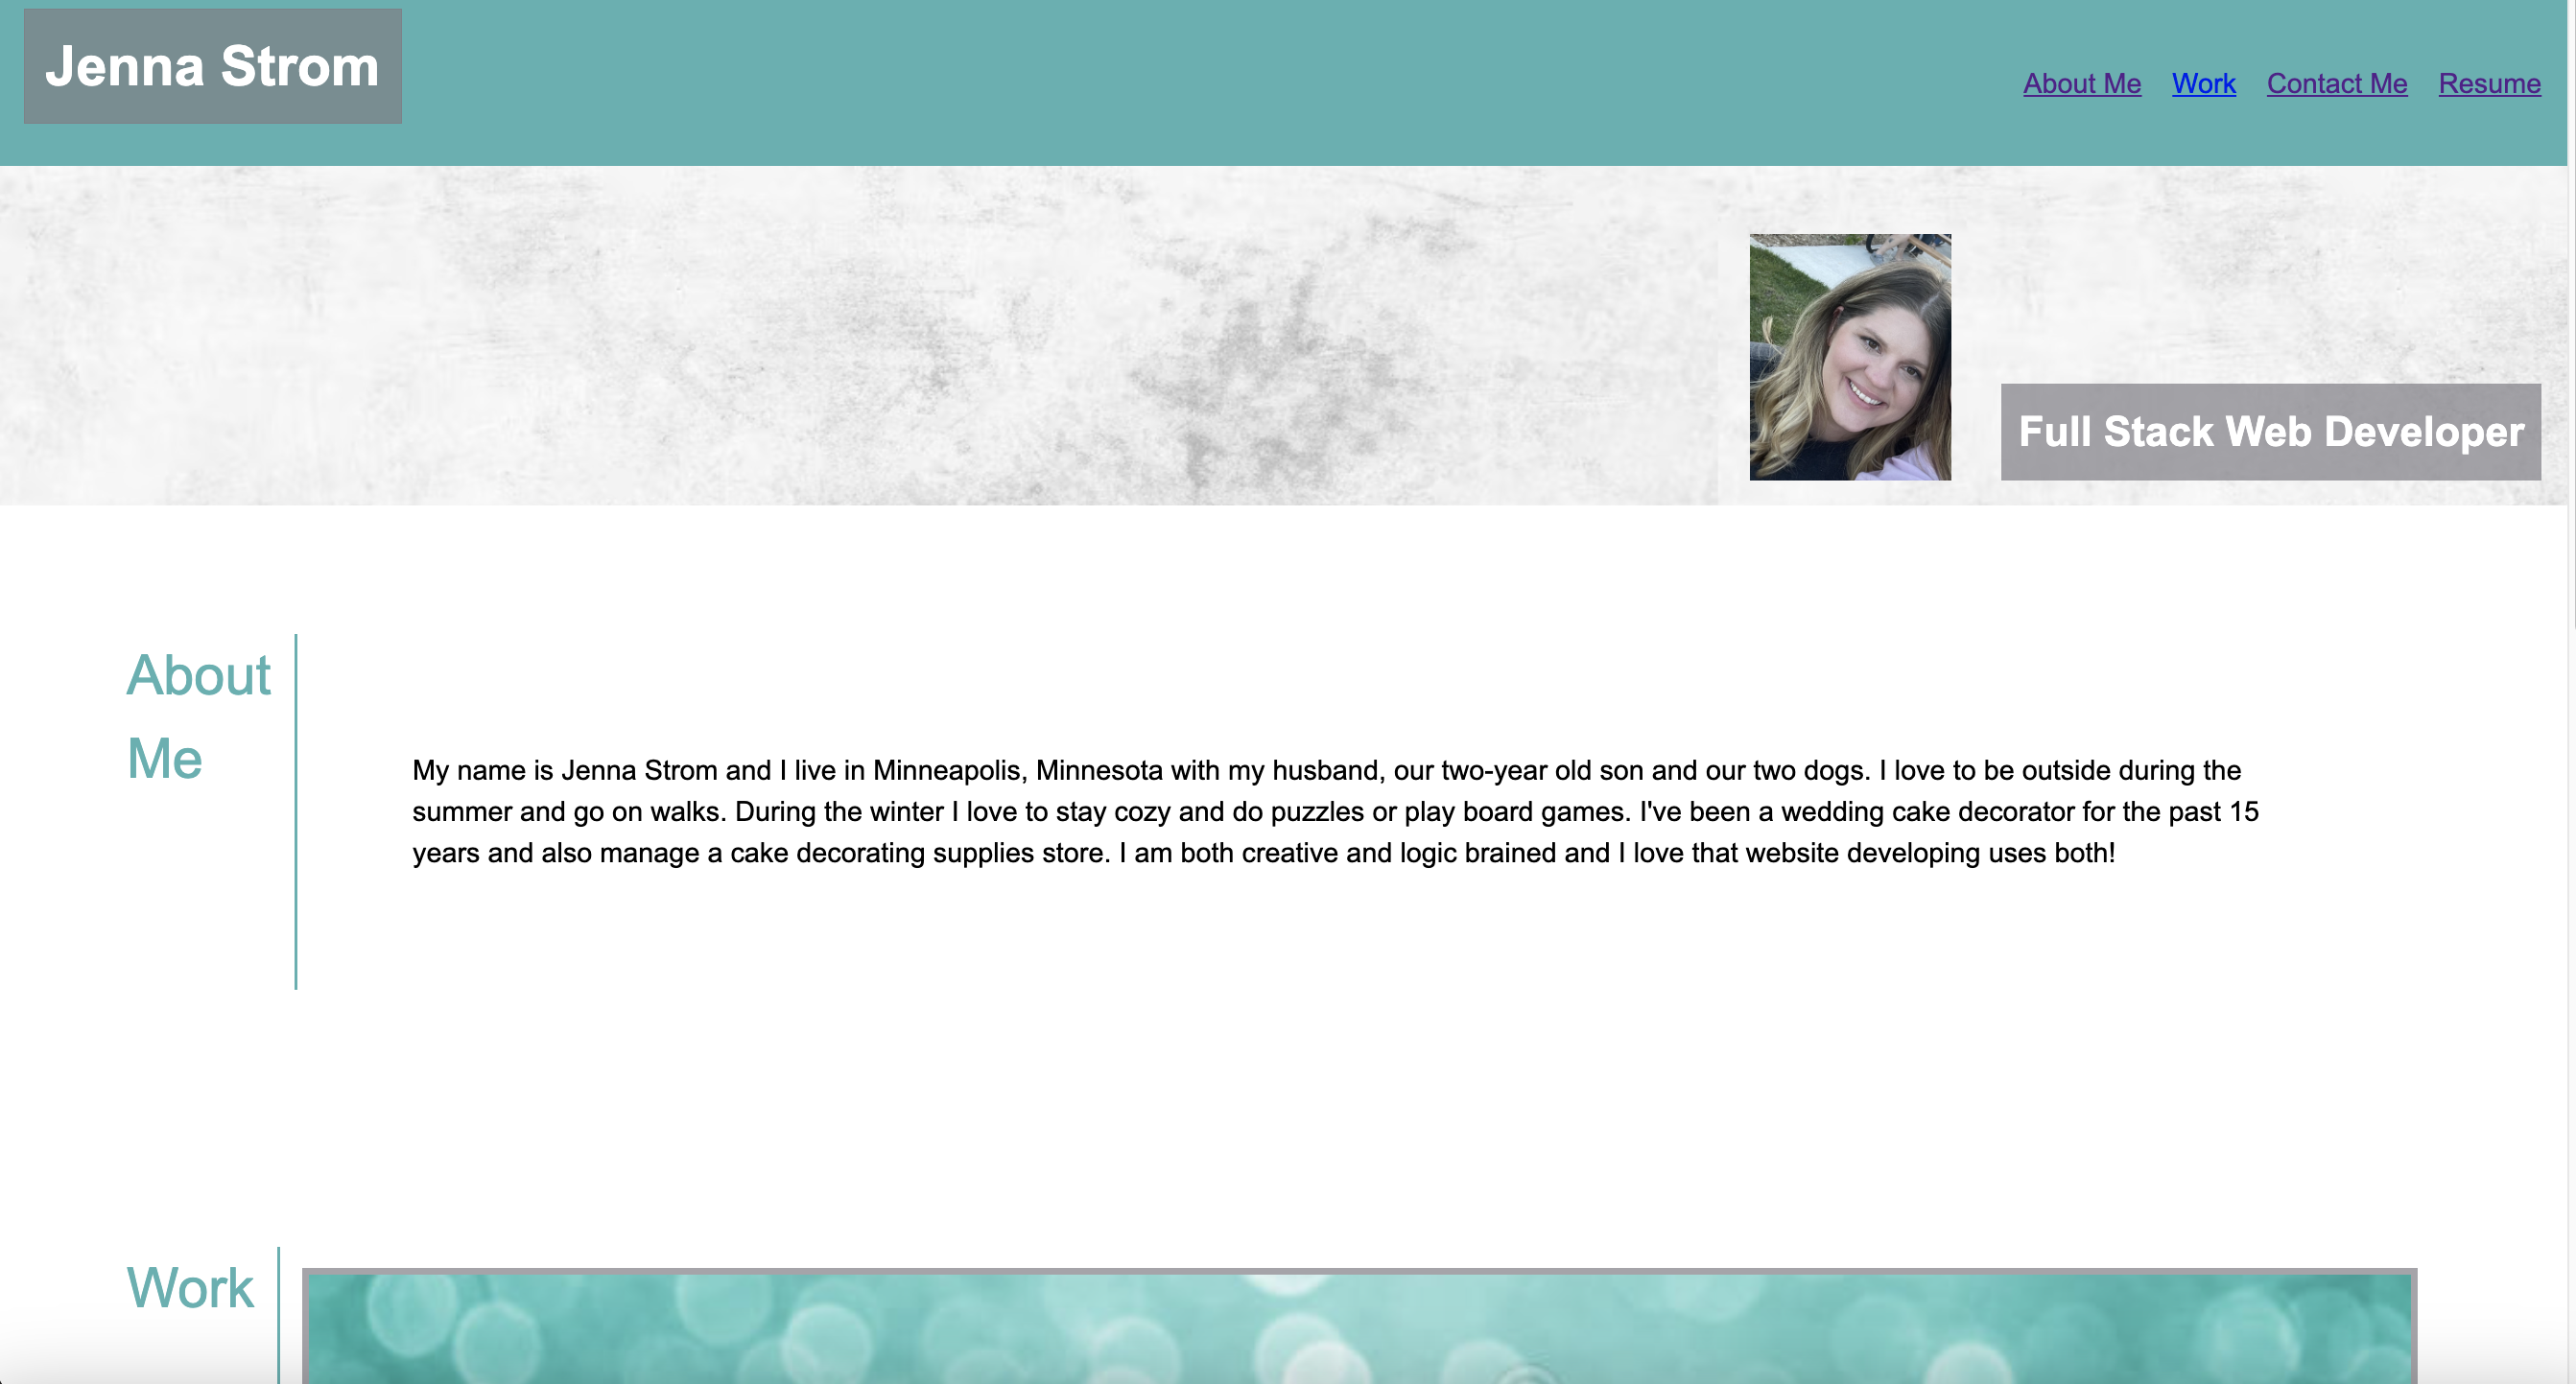 Jenna Strom
About Me Work Contact Me Resume
Full Stack Web Developer
About
Me
My name is Jenna Strom and I live in Minneapolis, Minnesota with my husband, our two-year old son and our two dogs. I love to be outside during the
summer and go on walks. During the winter I love to stay cozy and do puzzles or play board games. I've been a wedding cake decorator for the past 15
years and also manage a cake decorating supplies store. I am both creative and logic brained and I love that website developing uses both!
Work